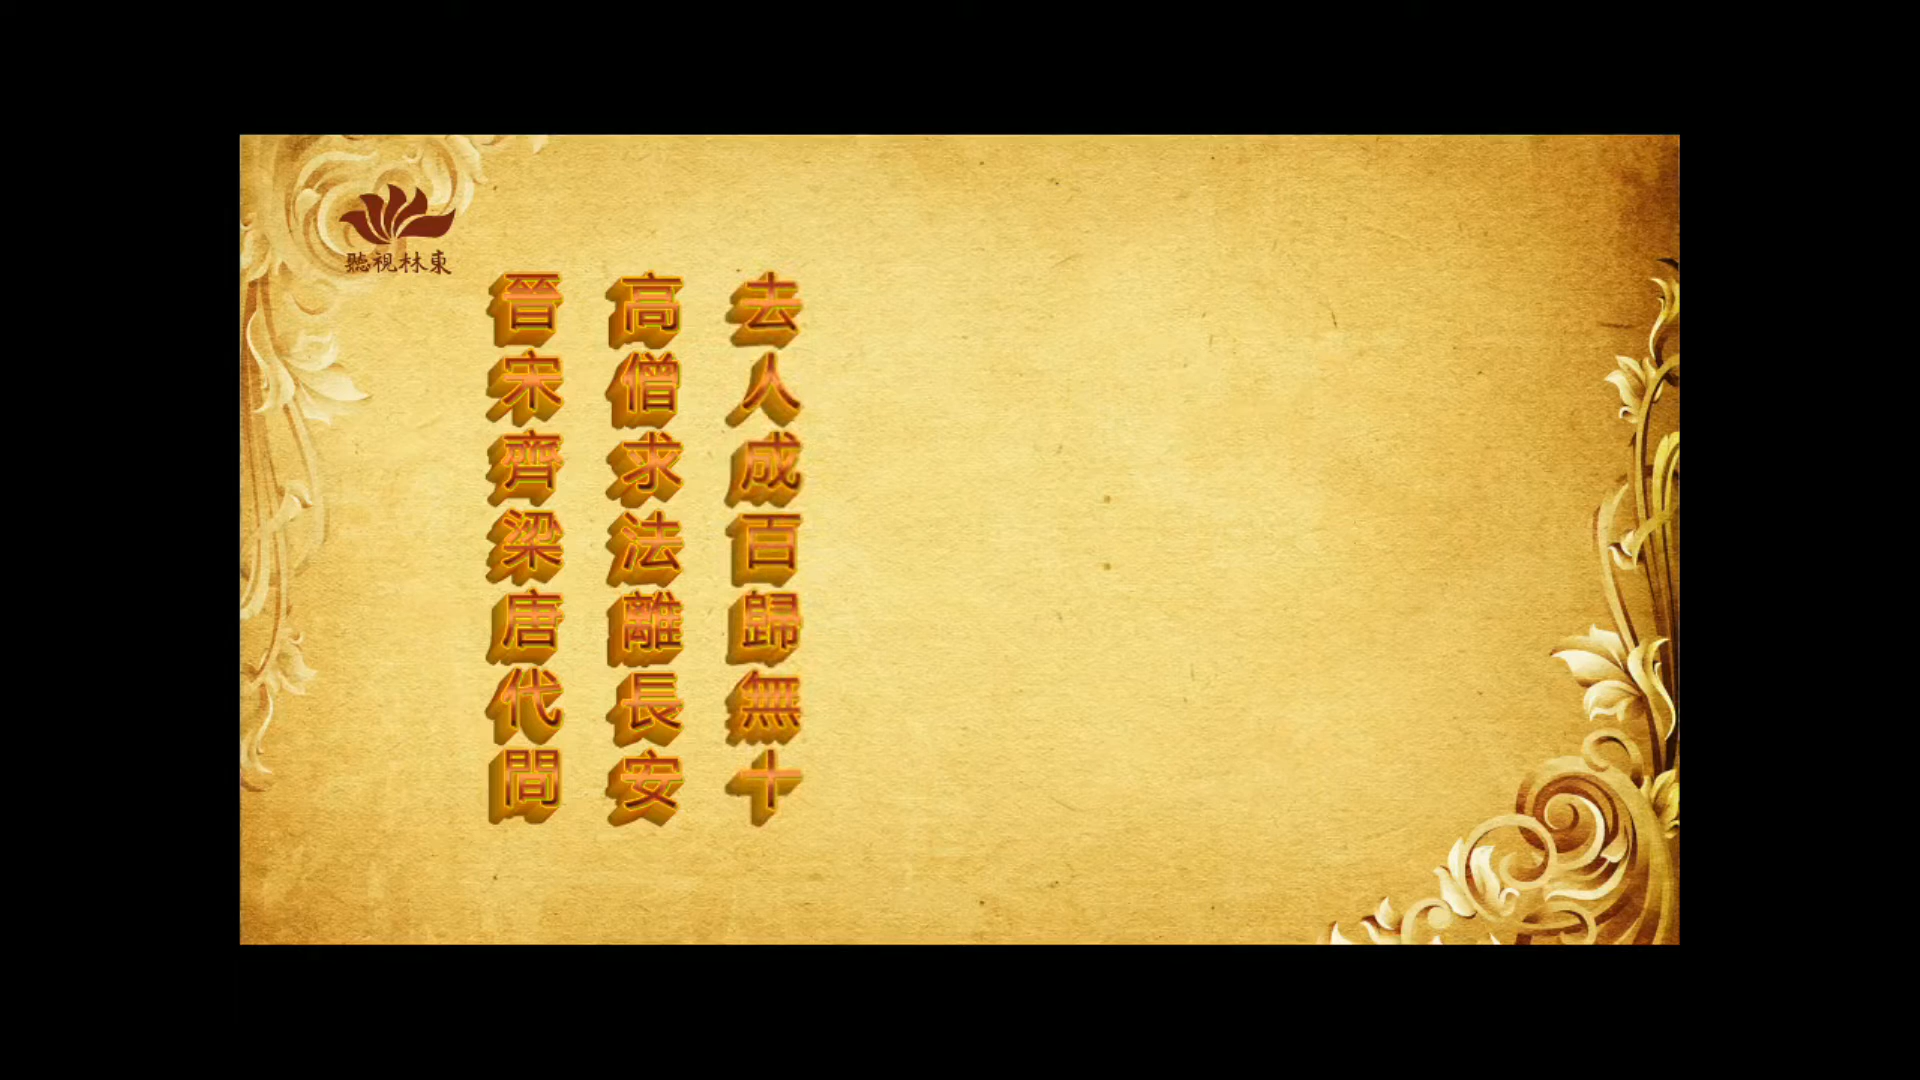 聽視林東
晉宋齊梁唐代間
高僧求法離長安
去人成百歸無十